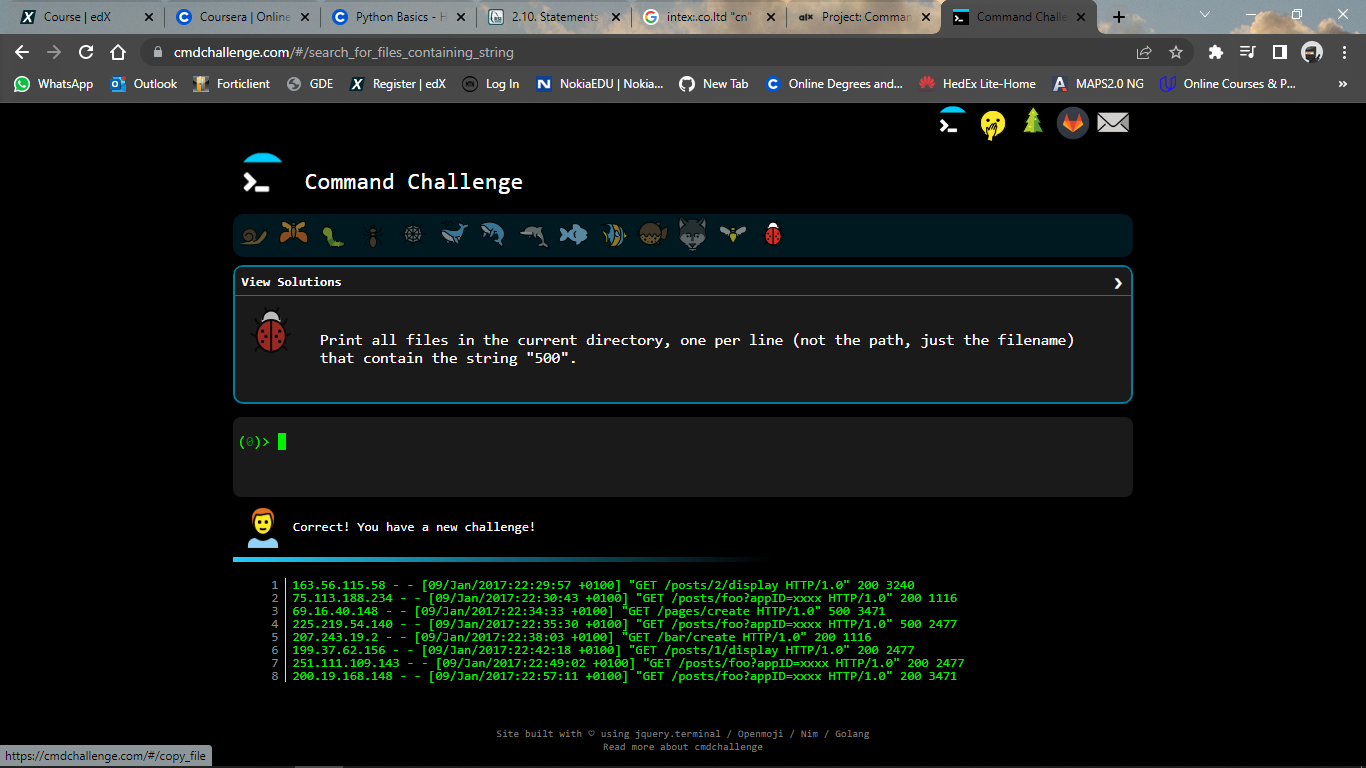 Course | edX
Coursera | Online
Python Basics - H
2.10. Statements
intex:.co.ltd "cn"
Project: Comman
Command Challe
cmdchallenge.com/#/search_for_files_containing_string
WhatsApp
Outlook
Forticlient
GDE
Register | edX
Log In
NokiaEDU | Nokia...
New Tab
Online Degrees and...
HedEx Lite-Home
MAPS2.0 NG
Online Courses & P...
Command Challenge
View Solutions
Print all files in the current directory, one per line (not the path, just the filename)
that contain the string "500".
(0)>
Correct! You have a new challenge!
1 163.56.115.58 - - [09/Jan/2017:22:29:57 +0100] "GET /posts/2/display HTTP/1.0" 200 3240
2 75.113.188.234 - - [09/Jan/2017:22:30:43 +0100] "GET /posts/foo?appID=xxxx HTTP/1.0" 200 1116
3 69.16.40.148 - - [09/Jan/2017:22:34:33 +0100] "GET /pages/create HTTP/1.0" 500 3471
4 225.219.54.140 - - [09/Jan/2017:22:35:30 +0100] "GET /posts/foo?appID=xxxx HTTP/1.0" 500 2477
5 207.243.19.2 - - [09/Jan/2017:22:38:03 +0100] "GET /bar/create HTTP/1.0" 200 1116
6 199.37.62.156 - - [09/Jan/2017:22:42:18 +0100] "GET /posts/1/display HTTP/1.0" 200 2477
7 251.111.109.143 - - [09/Jan/2017:22:49:02 +0100] "GET /posts/foo?appID=xxxx HTTP/1.0" 200 2477
8 200.19.168.148 - - [09/Jan/2017:22:57:11 +0100] "GET /posts/foo?appID=xxxx HTTP/1.0" 200 3471
Site built with ♡ using jquery.terminal / Openmoji / Nim / Golang
Read more about cmdchallenge
https://cmdchallenge.com/#/copy_file